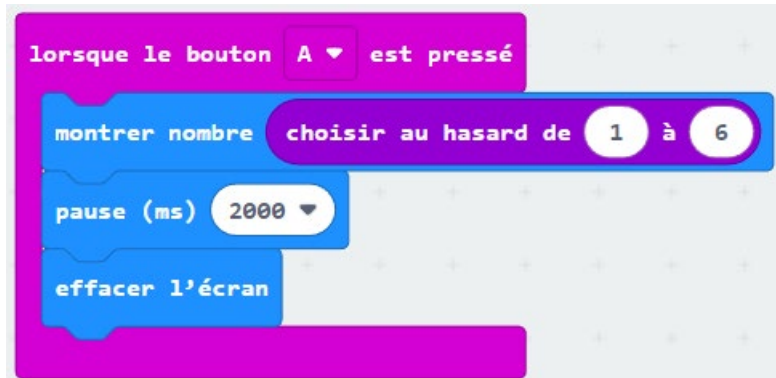 lorsque le bouton A est pressé
montrer nombre choisir au hasard de 1 à 6
pause (ms) 2000
effacer l’écran